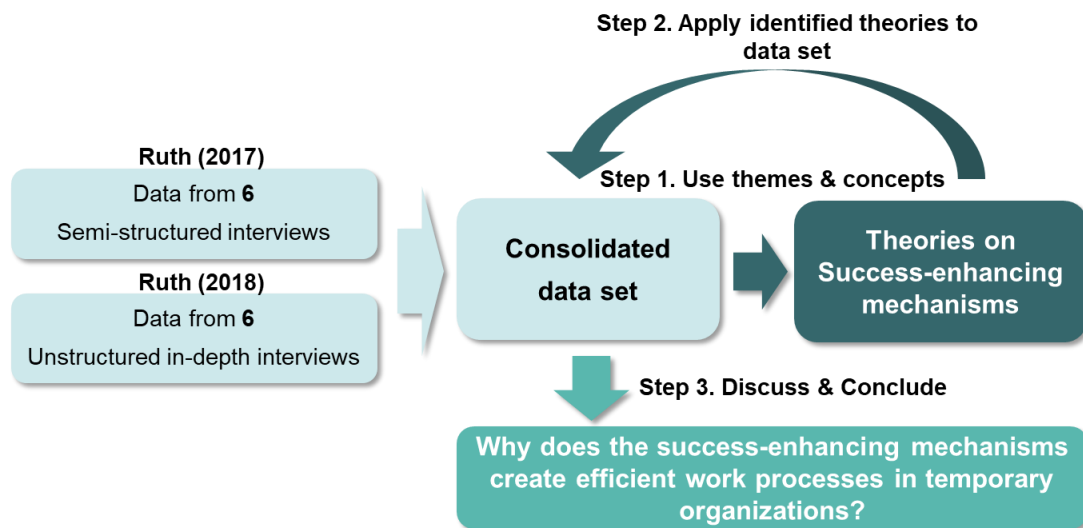 Step 2. Apply identified theories to
data set
Ruth (2017)
Data from 6
Semi-structured interviews
Ruth (2018)
Data from 6
Unstructured in-depth interviews
Step 1. Use themes & concepts
Consolidated
data set
Theories on
Success-enhancing
mechanisms
Step 3. Discuss & Conclude
Why does the success-enhancing mechanisms
create efficient work processes in temporary
organizations?